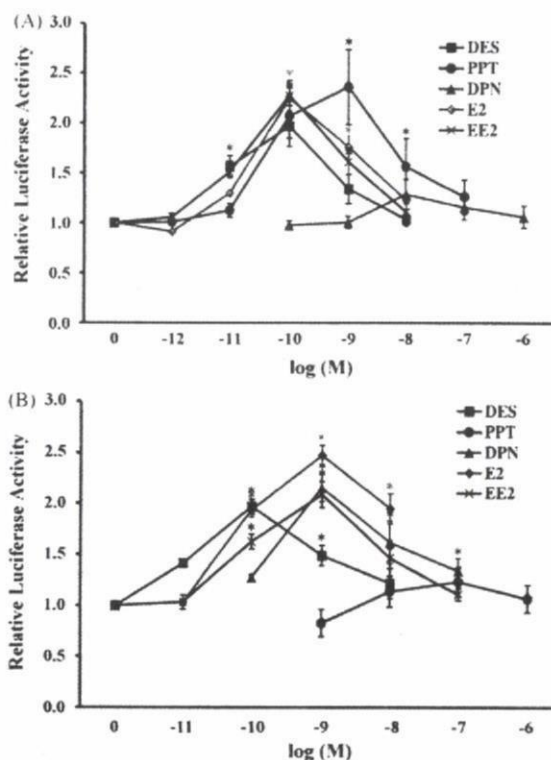 (A)
3.0
2.5
2.0
1.5
1.0
0.5
0.0
Relative Luciferase Activity
DES
PPT
DPN
E2
EE2
0 -12 -11 -10 -9 -8 -7 -6
log (M)
(B)
3.0
2.5
2.0
1.5
1.0
0.5
0.0
Relative Luciferase Activity
DES
PPT
DPN
E2
EE2
0 -11 -10 -9 -8 -7 -6
log (M)